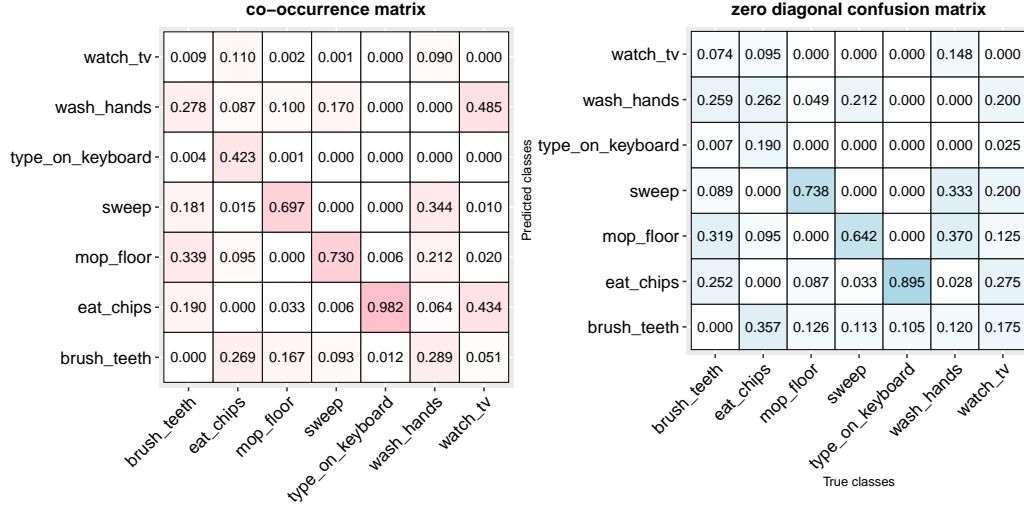 co-occurrence matrix
watch_tv 0.009 0.110 0.002 0.001 0.000 0.090 0.000
wash_hands 0.278 0.087 0.100 0.170 0.000 0.000 0.485
type_on_keyboard 0.004 0.423 0.001 0.000 0.000 0.000 0.000
sweep 0.181 0.015 0.697 0.000 0.000 0.344 0.010
mop_floor 0.339 0.095 0.000 0.730 0.006 0.212 0.020
eat_chips 0.190 0.000 0.033 0.006 0.982 0.064 0.434
brush_teeth 0.000 0.269 0.167 0.093 0.012 0.289 0.051
brush_teeth eat_chips mop_floor sweep type_on_keyboard wash_hands watch_tv
zero diagonal confusion matrix
Predicted classes
watch_tv 0.074 0.095 0.000 0.000 0.000 0.148 0.000
wash_hands 0.259 0.262 0.049 0.212 0.000 0.000 0.200
type_on_keyboard 0.007 0.190 0.000 0.000 0.000 0.000 0.025
sweep 0.089 0.000 0.738 0.000 0.000 0.333 0.200
mop_floor 0.319 0.095 0.000 0.642 0.000 0.370 0.125
eat_chips 0.252 0.000 0.087 0.033 0.895 0.028 0.275
brush_teeth 0.000 0.357 0.126 0.113 0.105 0.120 0.175
brush_teeth eat_chips mop_floor sweep type_on_keyboard wash_hands watch_tv
True classes